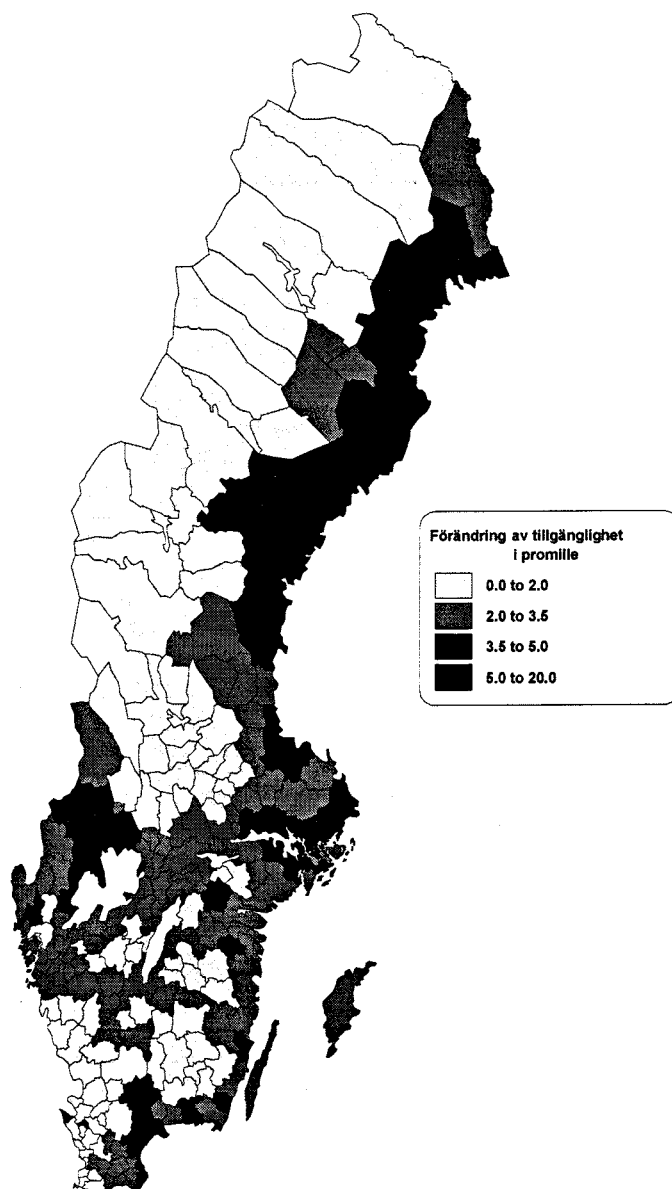 Förändring av tillgänglighet
i promille
0.0 to 2.0
2.0 to 3.5
3.5 to 5.0
5.0 to 20.0